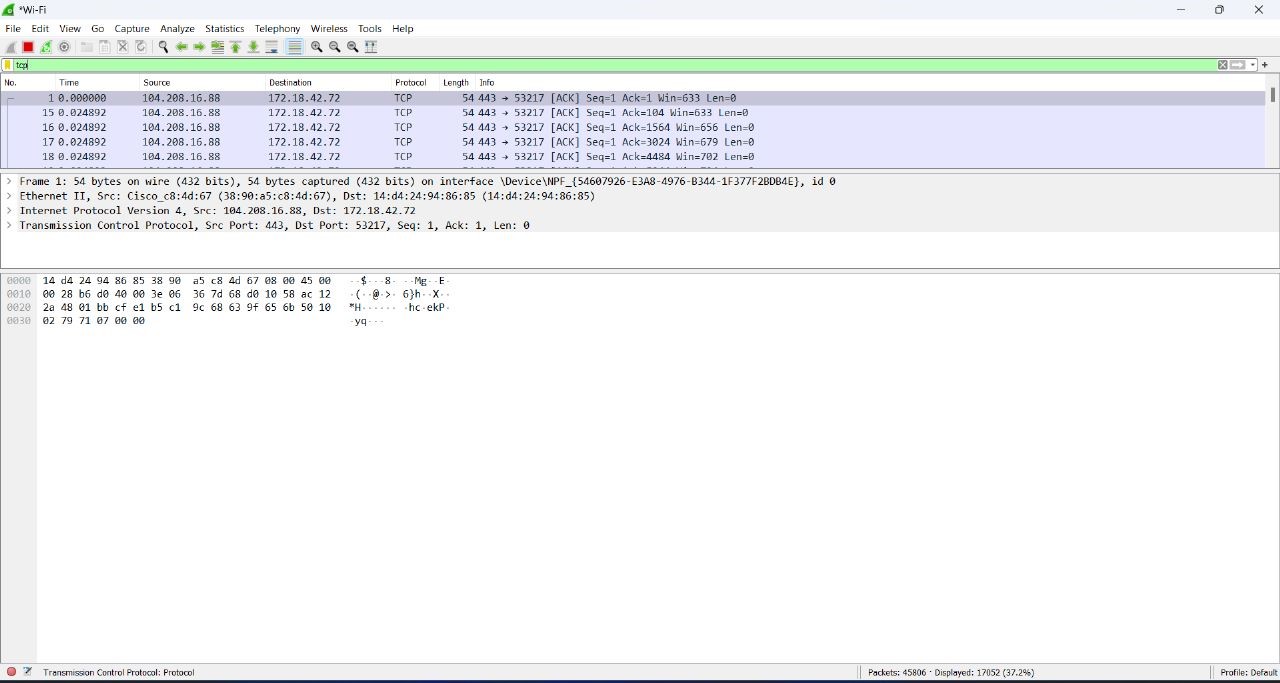 *Wi-Fi
File Edit View Go Capture Analyze Statistics Telephony Wireless Tools Help
tcp
No. Time Source Destination Protocol Length Info
1 0.000000 104.208.16.88 172.18.42.72 TCP 54 443 → 53217 [ACK] Seq=1 Ack=1 Win=633 Len=0
15 0.024892 104.208.16.88 172.18.42.72 TCP 54 443 → 53217 [ACK] Seq=1 Ack=104 Win=633 Len=0
16 0.024892 104.208.16.88 172.18.42.72 TCP 54 443 → 53217 [ACK] Seq=1 Ack=1564 Win=656 Len=0
17 0.024892 104.208.16.88 172.18.42.72 TCP 54 443 → 53217 [ACK] Seq=1 Ack=3024 Win=679 Len=0
18 0.024892 104.208.16.88 172.18.42.72 TCP 54 443 → 53217 [ACK] Seq=1 Ack=4484 Win=702 Len=0
Frame 1: 54 bytes on wire (432 bits), 54 bytes captured (432 bits) on interface \Device\NPF_{54607926-E3A8-4976-B344-1F377F2BDB4E}, id 0
Ethernet II, Src: Cisco_c8:4d:67 (38:90:a5:c8:4d:67), Dst: 14:d4:24:94:86:85 (14:d4:24:94:86:85)
Internet Protocol Version 4, Src: 104.208.16.88, Dst: 172.18.42.72
Transmission Control Protocol, Src Port: 443, Dst Port: 53217, Seq: 1, Ack: 1, Len: 0
0000 14 d4 24 94 86 85 38 90 a5 c8 4d 67 08 00 45 00 ··$···8· ··Mg··E·
0010 00 28 b6 d0 40 00 3e 06 36 7d 68 d0 10 58 ac 12 ·(··@·>· 6}h··X··
0020 2a 48 01 bb cf e1 b5 c1 9c 68 63 9f 65 6b 50 10 *H······ ·hc·ekP·
0030 02 79 71 07 00 00 ·yq···
Transmission Control Protocol: Protocol
Packets: 45806 · Displayed: 17052 (37.2%)
Profile: Default